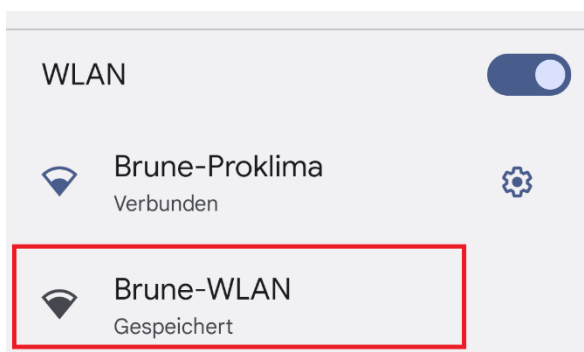 WLAN
Brune-Proklima
Verbunden
Brune-WLAN
Gespeichert